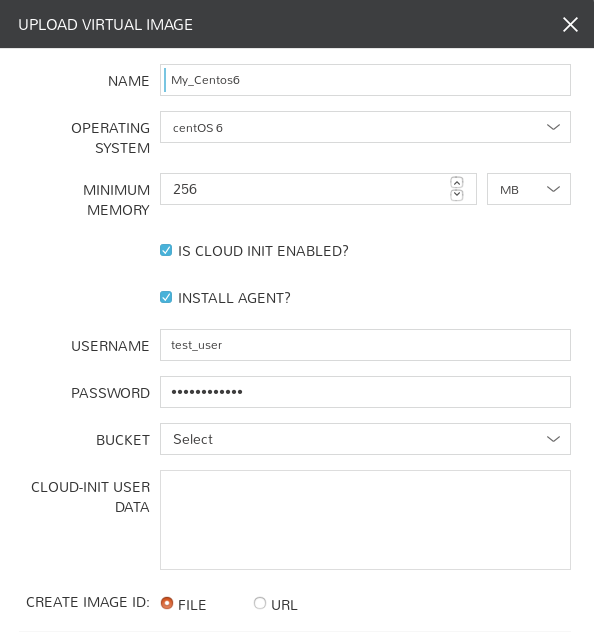 UPLOAD VIRTUAL IMAGE
NAME My_Centos6
OPERATING SYSTEM centOS 6
MINIMUM MEMORY 256 MB
IS CLOUD INIT ENABLED?
INSTALL AGENT?
USERNAME test_user
PASSWORD ••••••••••••
BUCKET Select
CLOUD-INIT USER DATA
CREATE IMAGE ID: FILE URL